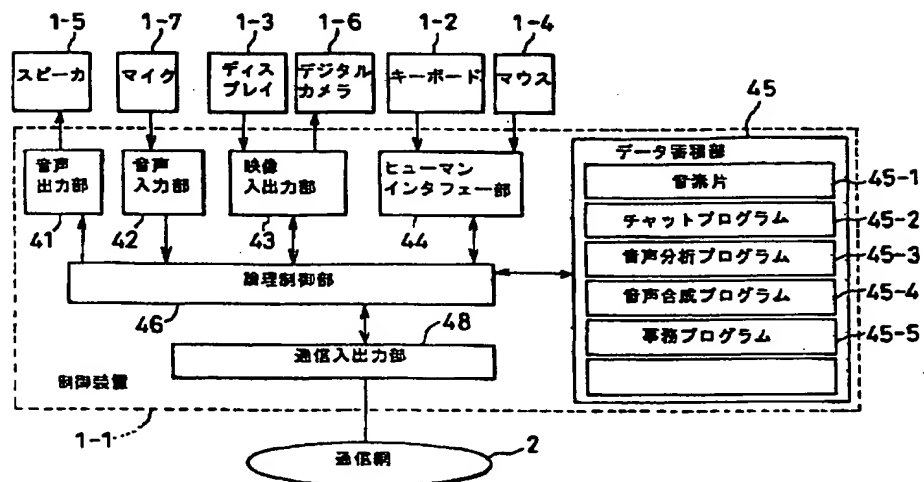 1-5
1-7
1-3
1-6
1-2
1-4
スピーカ
マイク
ディス
プレイ
デジタル
カメラ
キーボード
マウス
45
音声
出力部
音声
入力部
映像
入出力部
ヒューマン
インタフェー部
41
42
43
44
データ蓄積部
音楽片
45-1
チャットプログラム
45-2
音声分析プログラム
45-3
音声合成プログラム
45-4
事務プログラム
45-5
論理制御部
46
48
通信入出力部
制御装置
1-1
通信網
2